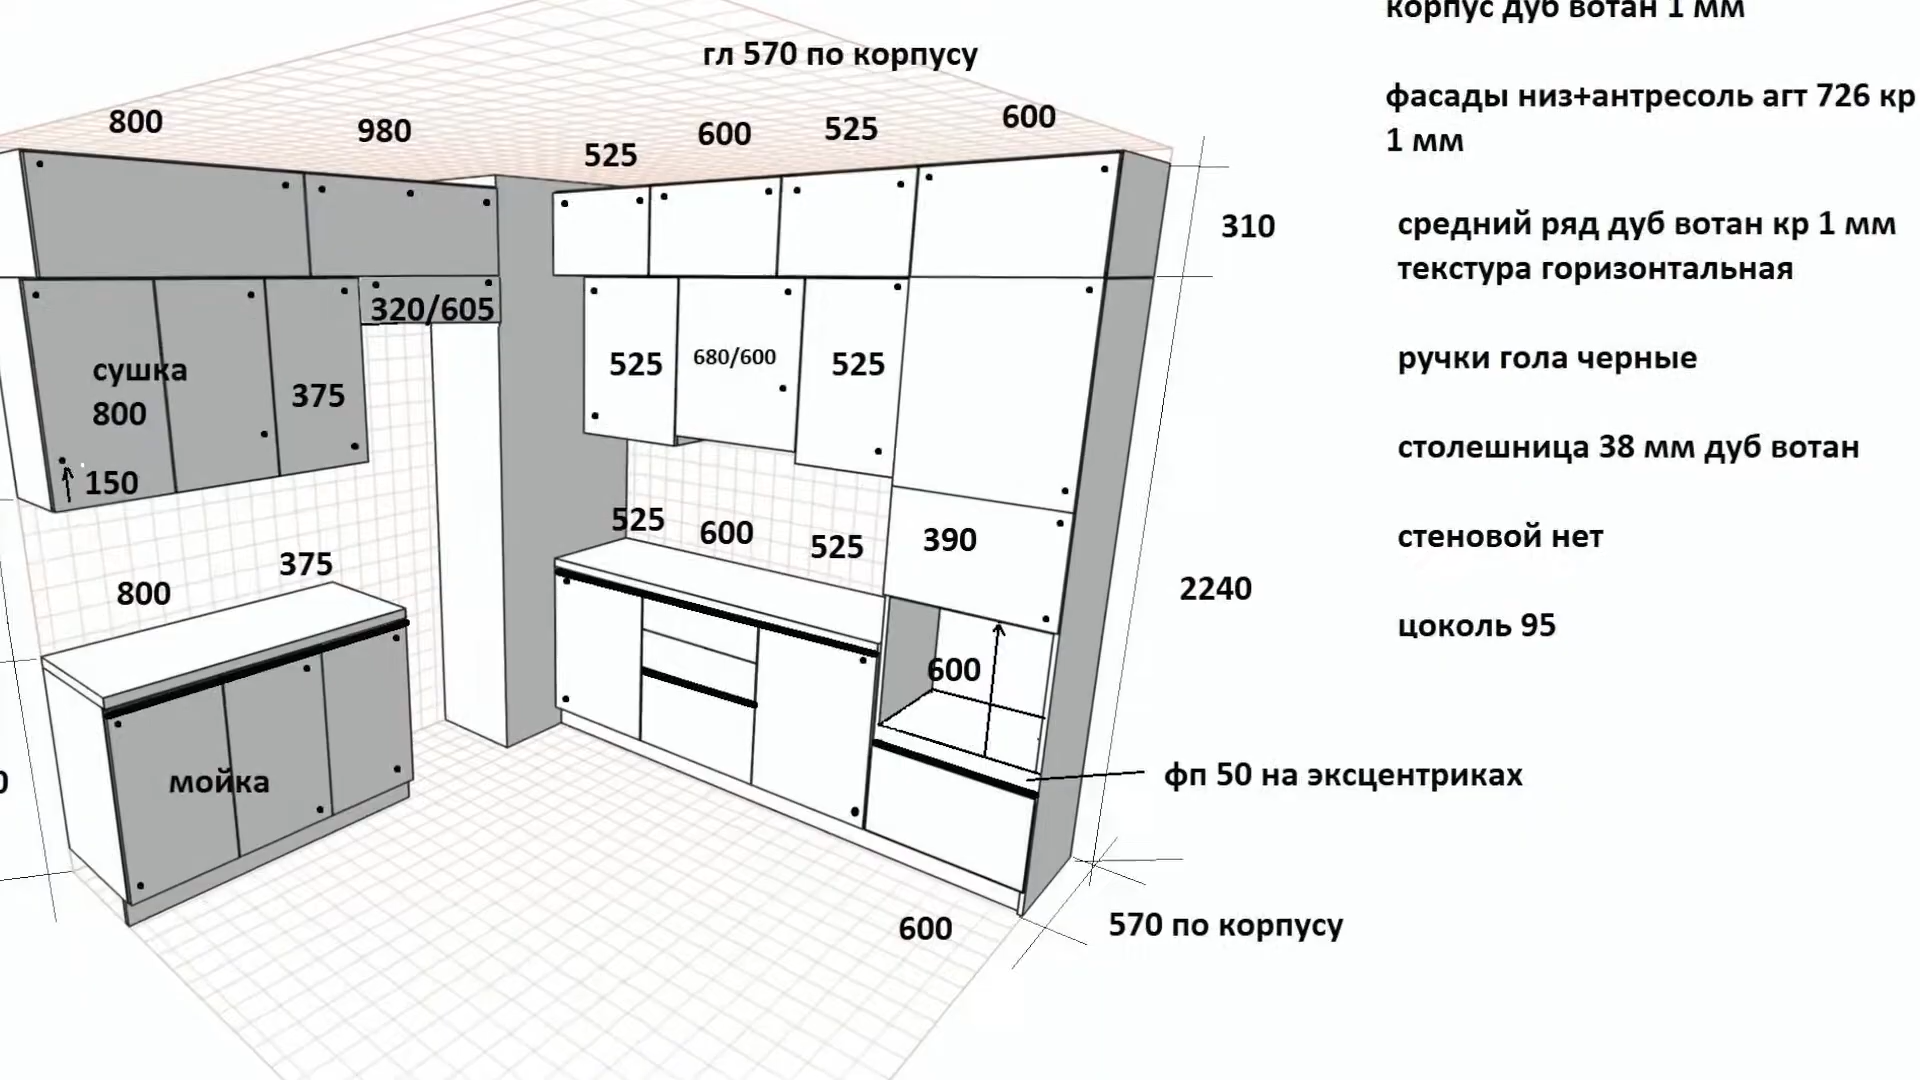 корпус дуб вотан 1 мм
гл 570 по корпусу
фасады низ+антресоль агт 726 кр
1 мм
800
980
525
600
525
600
310
средний ряд дуб вотан кр 1 мм
текстура горизонтальная
320/605
525
680/600
525
ручки гола черные
сушка
800
375
150
столешница 38 мм дуб вотан
525
600
525
390
стеновой нет
800
375
2240
цоколь 95
600
мойка
0
фп 50 на эксцентриках
600
570 по корпусу